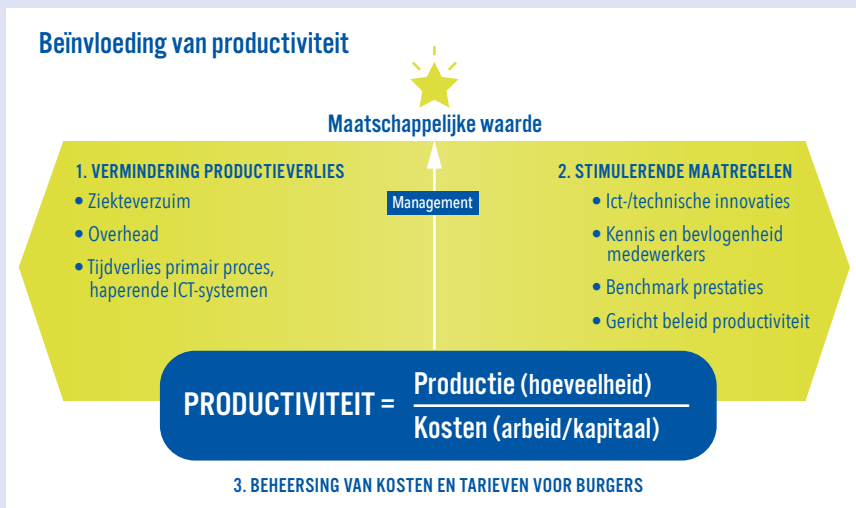 Beïnvloeding van productiviteit
Maatschappelijke waarde
1. VERMINDERING PRODUCTIEVERLIES
• Ziekteverzuim
• Overhead
• Tijdverlies primair proces,
haperende ICT-systemen
Management
2. STIMULERENDE MAATREGELEN
• Ict-/technische innovaties
• Kennis en bevlogenheid
medewerkers
• Benchmark prestaties
• Gericht beleid productiviteit
PRODUCTIVITEIT =
Productie (hoeveelheid)
Kosten (arbeid/kapitaal)
3. BEHEERSING VAN KOSTEN EN TARIEVEN VOOR BURGERS